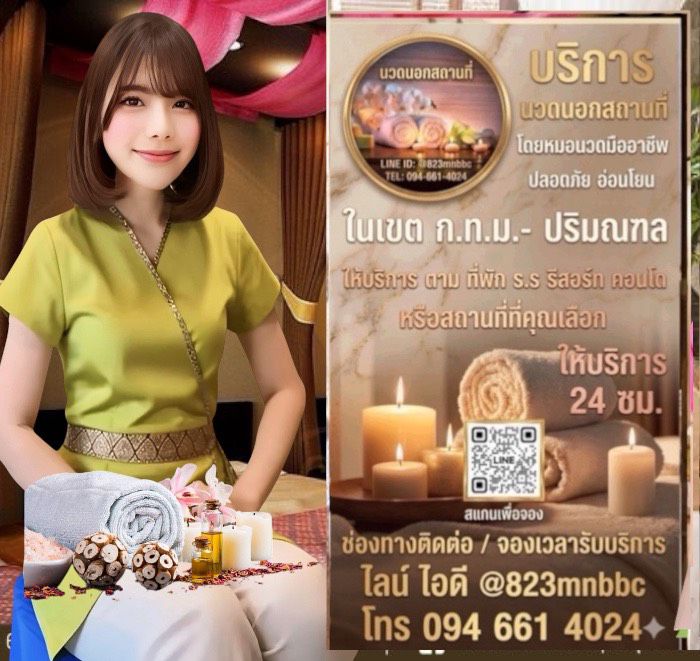 นวดนอกสถานที่
LINE ID: @823mnbbc
TEL: 094-661-4024
บริการ
นวดนอกสถานที่
โดยหมอนวดมืออาชีพ
ปลอดภัย อ่อนโยน
ในเขต ก.ท.ม.- ปริมณฑล
ให้บริการ ตาม ที่พัก ร.ร รีสอร์ท คอนโด
หรือสถานที่ที่คุณเลือก
ให้บริการ
24 ซม.
LINE
สแกนเพื่อจอง
ช่องทางติดต่อ / จองเวลารับบริการ
ไลน์ ไอดี @823mnbbc
โทร 094 661 4024